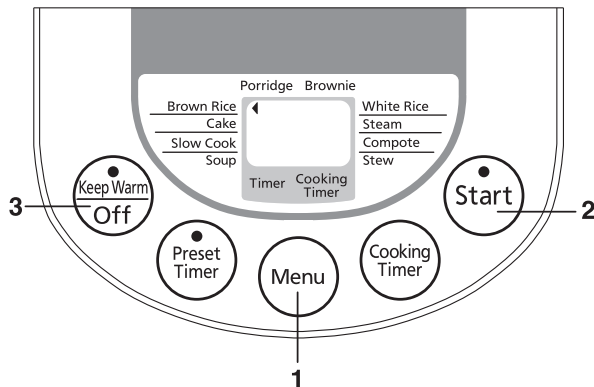 Porridge Brownie
Brown Rice
White Rice
Cake
Steam
Slow Cook
Compote
Soup
Stew
Timer
Cooking
Timer
Keep Warm
Off
3
Start
2
Preset
Timer
Menu
Cooking
Timer
1